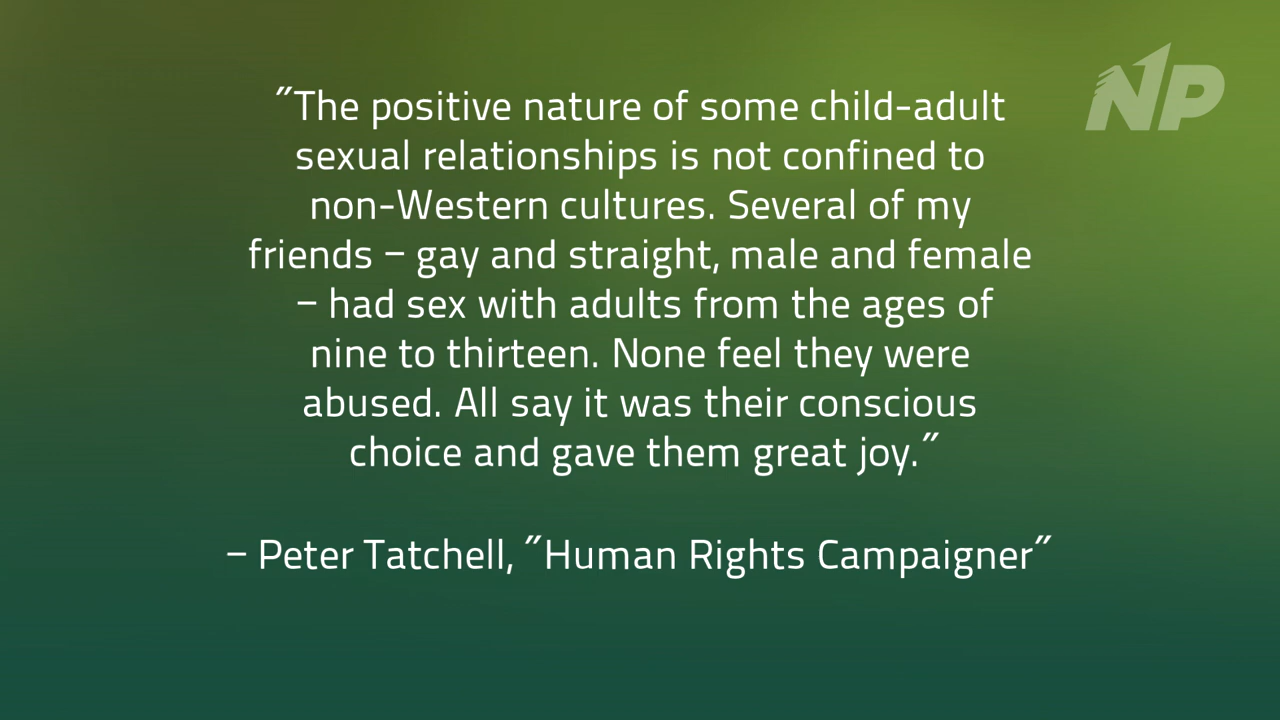 NP
"The positive nature of some child-adult
sexual relationships is not confined to
non-Western cultures. Several of my
friends – gay and straight, male and female
– had sex with adults from the ages of
nine to thirteen. None feel they were
abused. All say it was their conscious
choice and gave them great joy."
– Peter Tatchell, "Human Rights Campaigner"